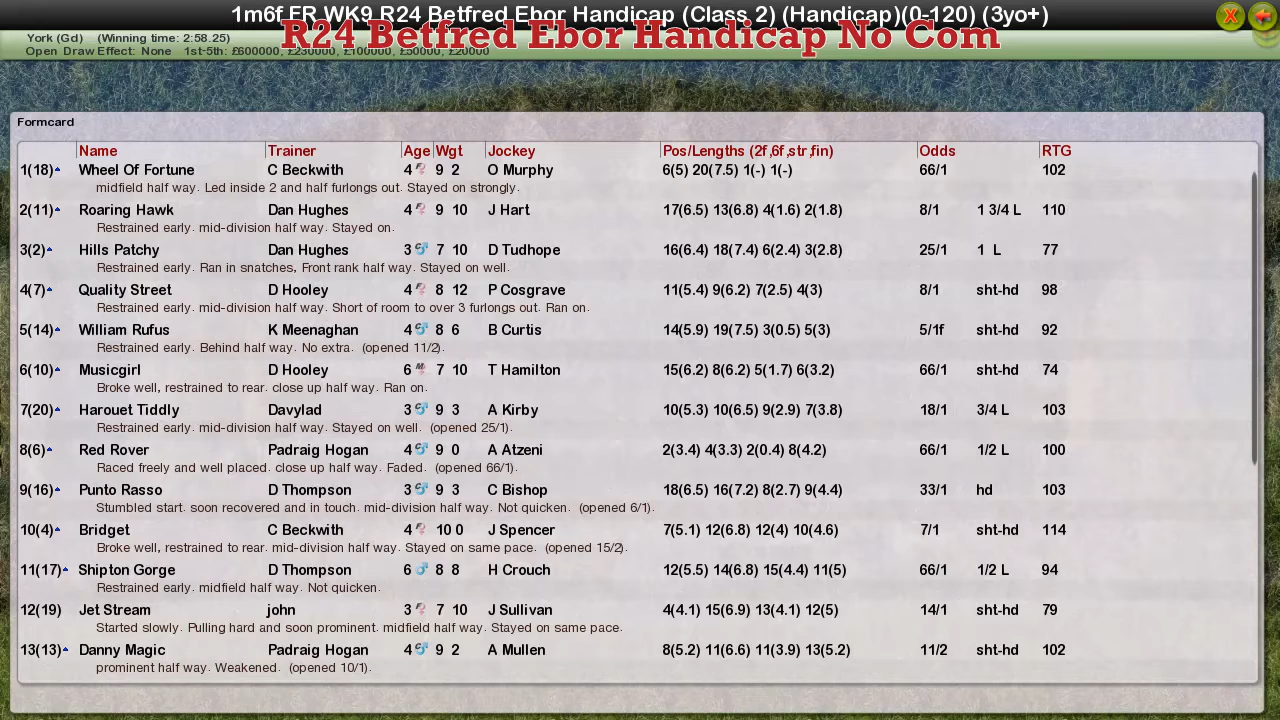 1m6f FR WK9 R24 Betfred Ebor Handicap (Class 2) (Handicap)(0-120) (3yo+)
R24 Betfred Ebor Handicap No Com
York (Gd) (Winning time: 2:58.25)
Open Draw Effect: None 1st-5th: £600000, £230000, £100000, £50000, £20000
Formcard
Name Trainer Age Wgt Jockey Pos/Lengths (2f,6f,str,fin) Odds RTG
1(18) Wheel Of Fortune C Beckwith 4 9 2 O Murphy 6(5) 20(7.5) 1(-) 1(-) 66/1 102
midfield half way. Led inside 2 and half furlongs out. Stayed on strongly.
2(11) Roaring Hawk Dan Hughes 4 9 10 J Hart 17(6.5) 13(6.8) 4(1.6) 2(1.8) 8/1 1 3/4 L 110
Restrained early. mid-division half way. Stayed on.
3(2) Hills Patchy Dan Hughes 3 7 10 D Tudhope 16(6.4) 18(7.4) 6(2.4) 3(2.8) 25/1 1 L 77
Restrained early. Ran in snatches, Front rank half way. Stayed on well.
4(7) Quality Street D Hooley 4 8 12 P Cosgrave 11(5.4) 9(6.2) 7(2.5) 4(3) 8/1 sht-hd 98
Restrained early. mid-division half way. Short of room to over 3 furlongs out. Ran on.
5(14) William Rufus K Meenaghan 4 8 6 B Curtis 14(5.9) 19(7.5) 3(0.5) 5(3) 5/1f sht-hd 92
Restrained early. Behind half way. No extra. (opened 11/2).
6(10) Musicgirl D Hooley 6 7 10 T Hamilton 15(6.2) 8(6.2) 5(1.7) 6(3.2) 66/1 sht-hd 74
Broke well, restrained to rear. close up half way. Ran on.
7(20) Harouet Tiddly Davylad 3 9 3 A Kirby 10(5.3) 10(6.5) 9(2.9) 7(3.8) 18/1 3/4 L 103
Restrained early. mid-division half way. Stayed on well. (opened 25/1).
8(6) Red Rover Padraig Hogan 4 9 0 A Atzeni 2(3.4) 4(3.3) 2(0.4) 8(4.2) 66/1 1/2 L 100
Raced freely and well placed. close up half way. Faded. (opened 66/1).
9(16) Punto Rasso D Thompson 3 9 3 C Bishop 18(6.5) 16(7.2) 8(2.7) 9(4.4) 33/1 hd 103
Stumbled start. soon recovered and in touch. mid-division half way. Not quicken. (opened 6/1).
10(4) Bridget C Beckwith 4 10 0 J Spencer 7(5.1) 12(6.8) 12(4) 10(4.6) 7/1 sht-hd 114
Broke well, restrained to rear. mid-division half way. Stayed on same pace. (opened 15/2).
11(17) Shipton Gorge D Thompson 6 8 8 H Crouch 12(5.5) 14(6.8) 15(4.4) 11(5) 66/1 1/2 L 94
Restrained early. midfield half way. Not quicken.
12(19) Jet Stream john 3 7 10 J Sullivan 4(4.1) 15(6.9) 13(4.1) 12(5) 14/1 sht-hd 79
Started slowly. Pulling hard and soon prominent. midfield half way. Stayed on same pace.
13(13) Danny Magic Padraig Hogan 4 9 2 A Mullen 8(5.2) 11(6.6) 11(3.9) 13(5.2) 11/2 sht-hd 102
prominent half way. Weakened. (opened 10/1).